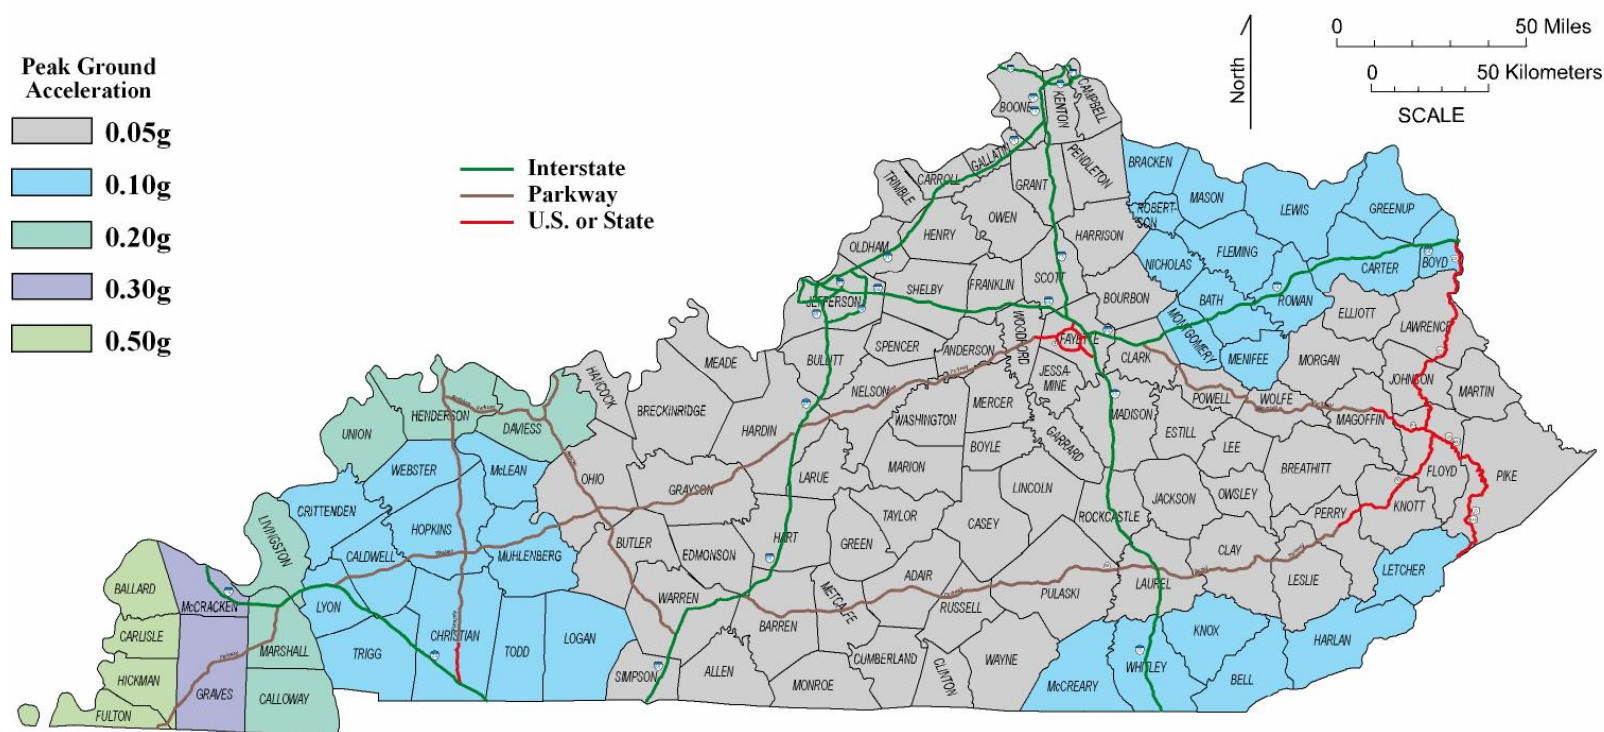 Peak Ground
Acceleration
0.05g
0.10g
0.20g
0.30g
0.50g
Interstate
Parkway
U.S. or State
North
0 50 Miles
0 50 Kilometers
SCALE
BOONE
KENTON
CAMPBELL
GALLATIN
CARROLL
TRIMBLE
GRANT
PENDLETON
BRACKEN
MASON
ROBERT-
SON
LEWIS
GREENUP
OWEN
HENRY
OLDHAM
HARRISON
NICHOLAS
FLEMING
CARTER
BOYD
JEFFERSON
SHELBY
FRANKLIN
SCOTT
BOURBON
BATH
ROWAN
MONTGOMERY
MENIFEE
ELLIOTT
LAWRENCE
MEADE
BULLITT
SPENCER
ANDERSON
WOODFORD
FAYETTE
CLARK
MORGAN
JOHNSON
MARTIN
HANCOCK
BRECKINRIDGE
NELSON
JESSA-
MINE
MERCER
WASHINGTON
MADISON
POWELL
WOLFE
MAGOFFIN
HENDERSON
DAVIESS
UNION
HARDIN
BOYLE
GARRARD
ESTILL
LEE
BREATHITT
FLOYD
PIKE
WEBSTER
McLEAN
OHIO
GRAYSON
LARUE
MARION
LINCOLN
JACKSON
OWSLEY
PERRY
KNOTT
CRITTENDEN
LIVINGSTON
HOPKINS
CALDWELL
MUHLENBERG
BUTLER
EDMONSON
HART
GREEN
TAYLOR
CASEY
ROCKCASTLE
CLAY
LESLIE
LETCHER
BALLARD
McCRACKEN
LYON
WARREN
METCALFE
ADAIR
RUSSELL
PULASKI
LAUREL
CARLISLE
MARSHALL
TRIGG
CHRISTIAN
TODD
LOGAN
BARREN
KNOX
HARLAN
HICKMAN
GRAVES
CALLOWAY
SIMPSON
ALLEN
MONROE
CUMBERLAND
CLINTON
WAYNE
McCREARY
WHITLEY
BELL
FULTON